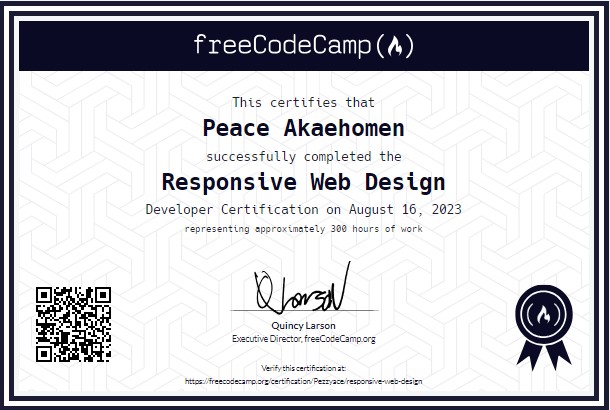 freeCodeCamp
This certifies that
Peace Akaehomen
successfully completed the
Responsive Web Design
Developer Certification on August 16, 2023
representing approximately 300 hours of work
Quincy Larson
Executive Director, freeCodeCamp.org
Verify this certification at:
https://freecodecamp.org/certification/Pezzyace/responsive-web-design